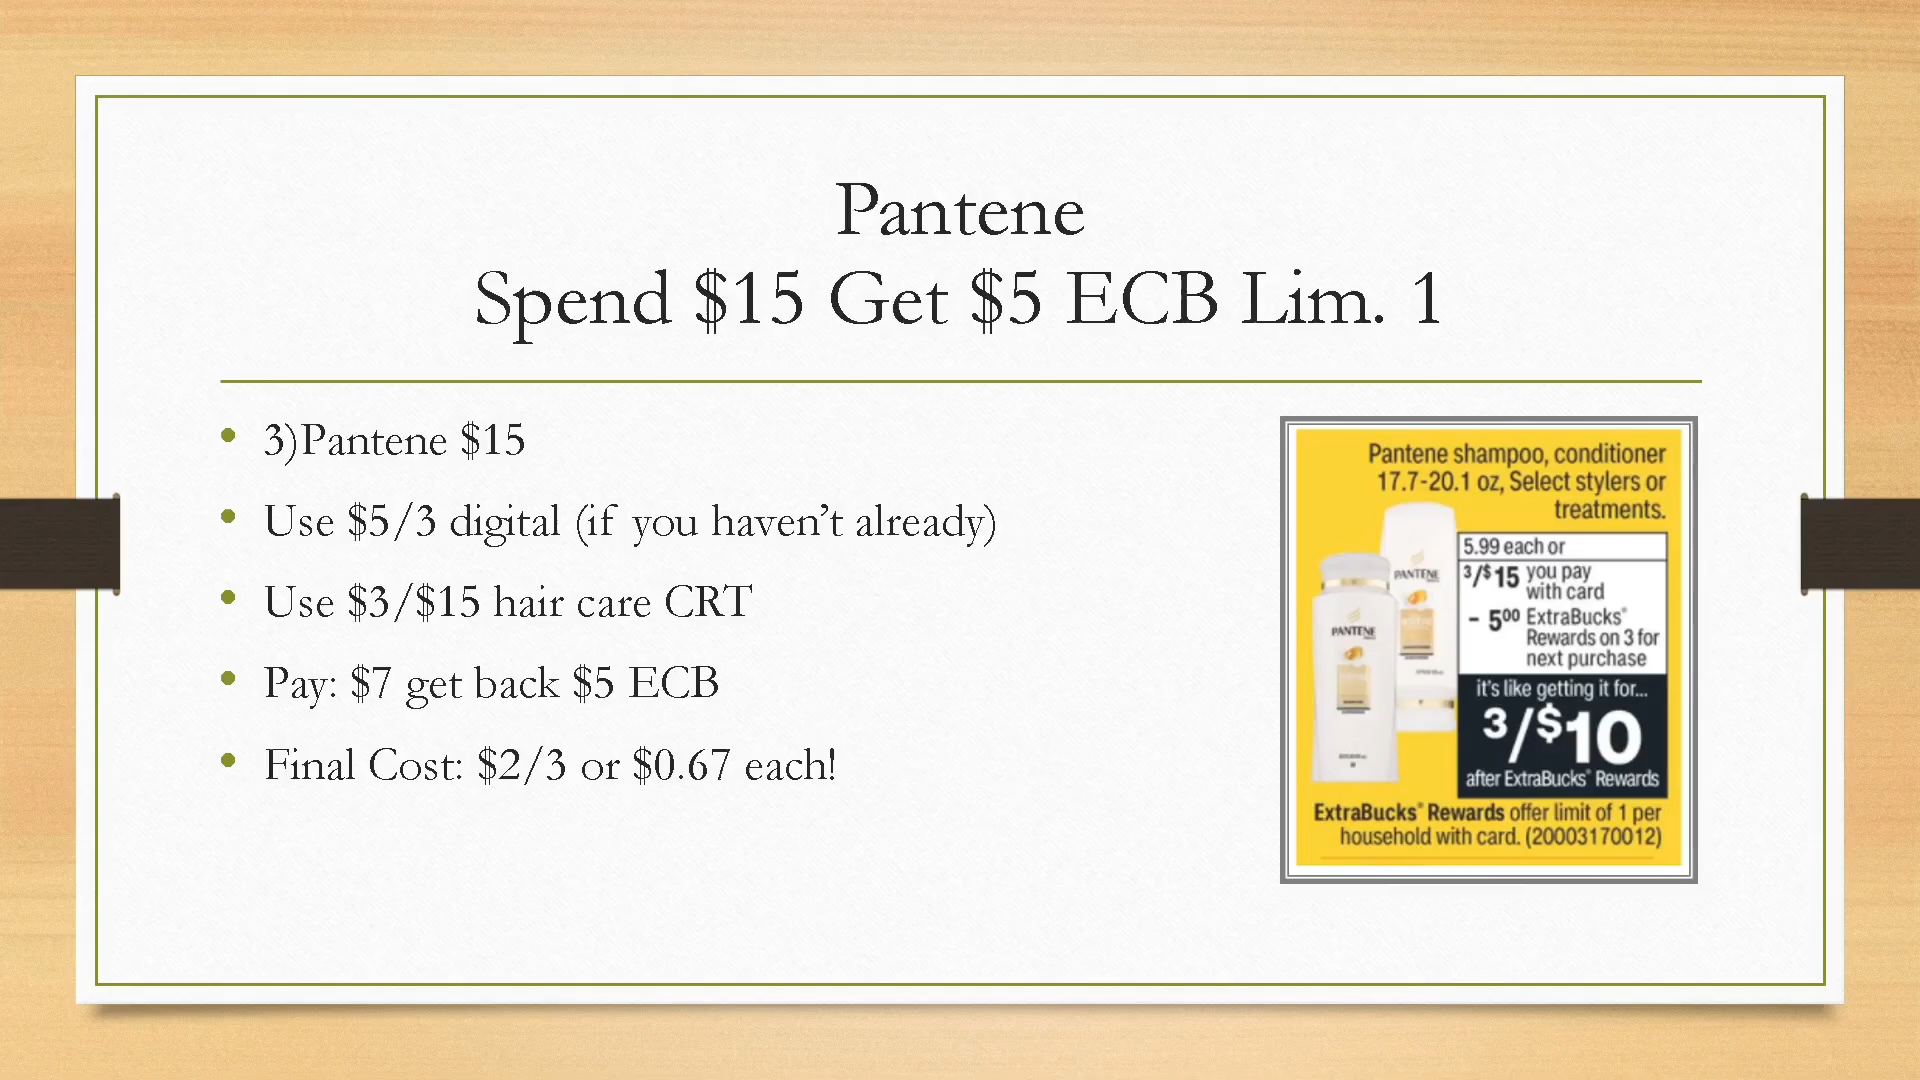 Pantene
Spend $15 Get $5 ECB Lim. 1
• 3)Pantene $15
• Use $5/3 digital (if you haven’t already)
• Use $3/$15 hair care CRT
• Pay: $7 get back $5 ECB
• Final Cost: $2/3 or $0.67 each!
Pantene shampoo, conditioner
17.7-20.1 oz, Select stylers or
treatments.
5.99 each or
3/$15 you pay
with card
- 5⁰⁰ ExtraBucks®
Rewards on 3 for
next purchase
it's like getting it for...
3/$10
after ExtraBucks® Rewards
ExtraBucks® Rewards offer limit of 1 per
household with card. (20003170012)
PANTENE
PANTENE